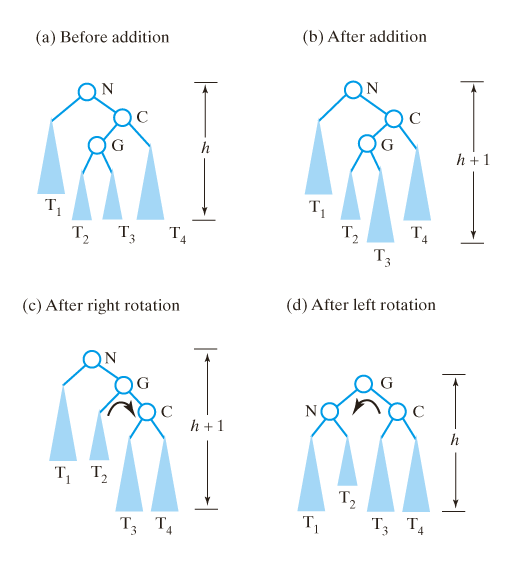 (a) Before addition
(b) After addition
N
C
G
h
T1
T2 T3 T4
N
C
G
h + 1
T1
T2 T4
T3
(c) After right rotation
(d) After left rotation
N
G
C
h + 1
T1 T2
T3 T4
G
N C
h
T2
T1 T3 T4